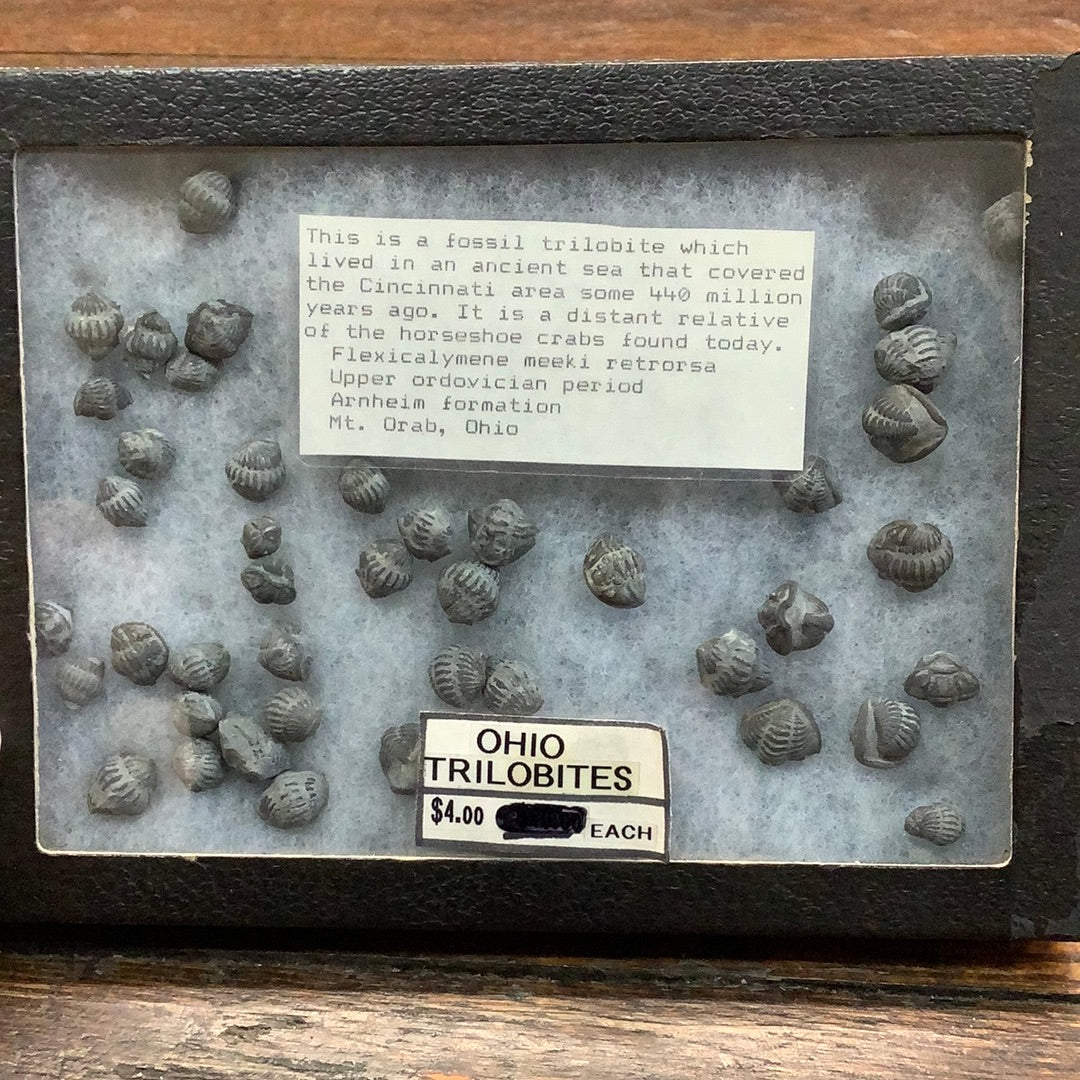 This is a fossil trilobite which
lived in an ancient sea that covered
the Cincinnati area some 440 million
years ago. It is a distant relative
of the horseshoe crabs found today.
Flexicalymene meeki retrorsa
Upper ordovician period
Arnheim formation
Mt. Orab, Ohio
OHIO
TRILOBITES
$4.00 EACH